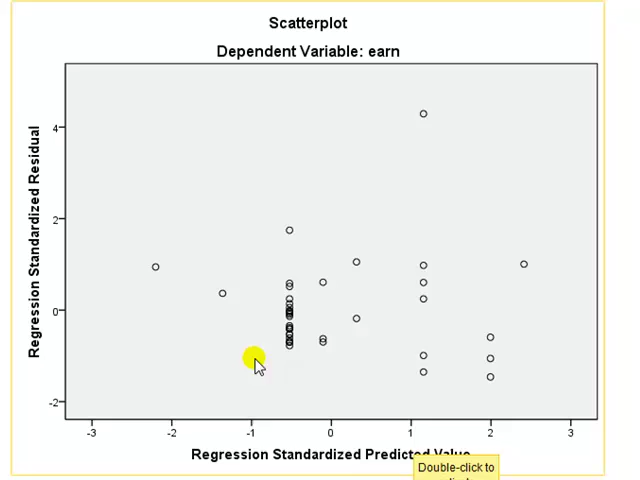 Scatterplot
Dependent Variable: earn
Regression Standardized Residual
4
2
0
-2
-3
-2
-1
0
1
2
3
Regression Standardized Predicted Value
Double-click to